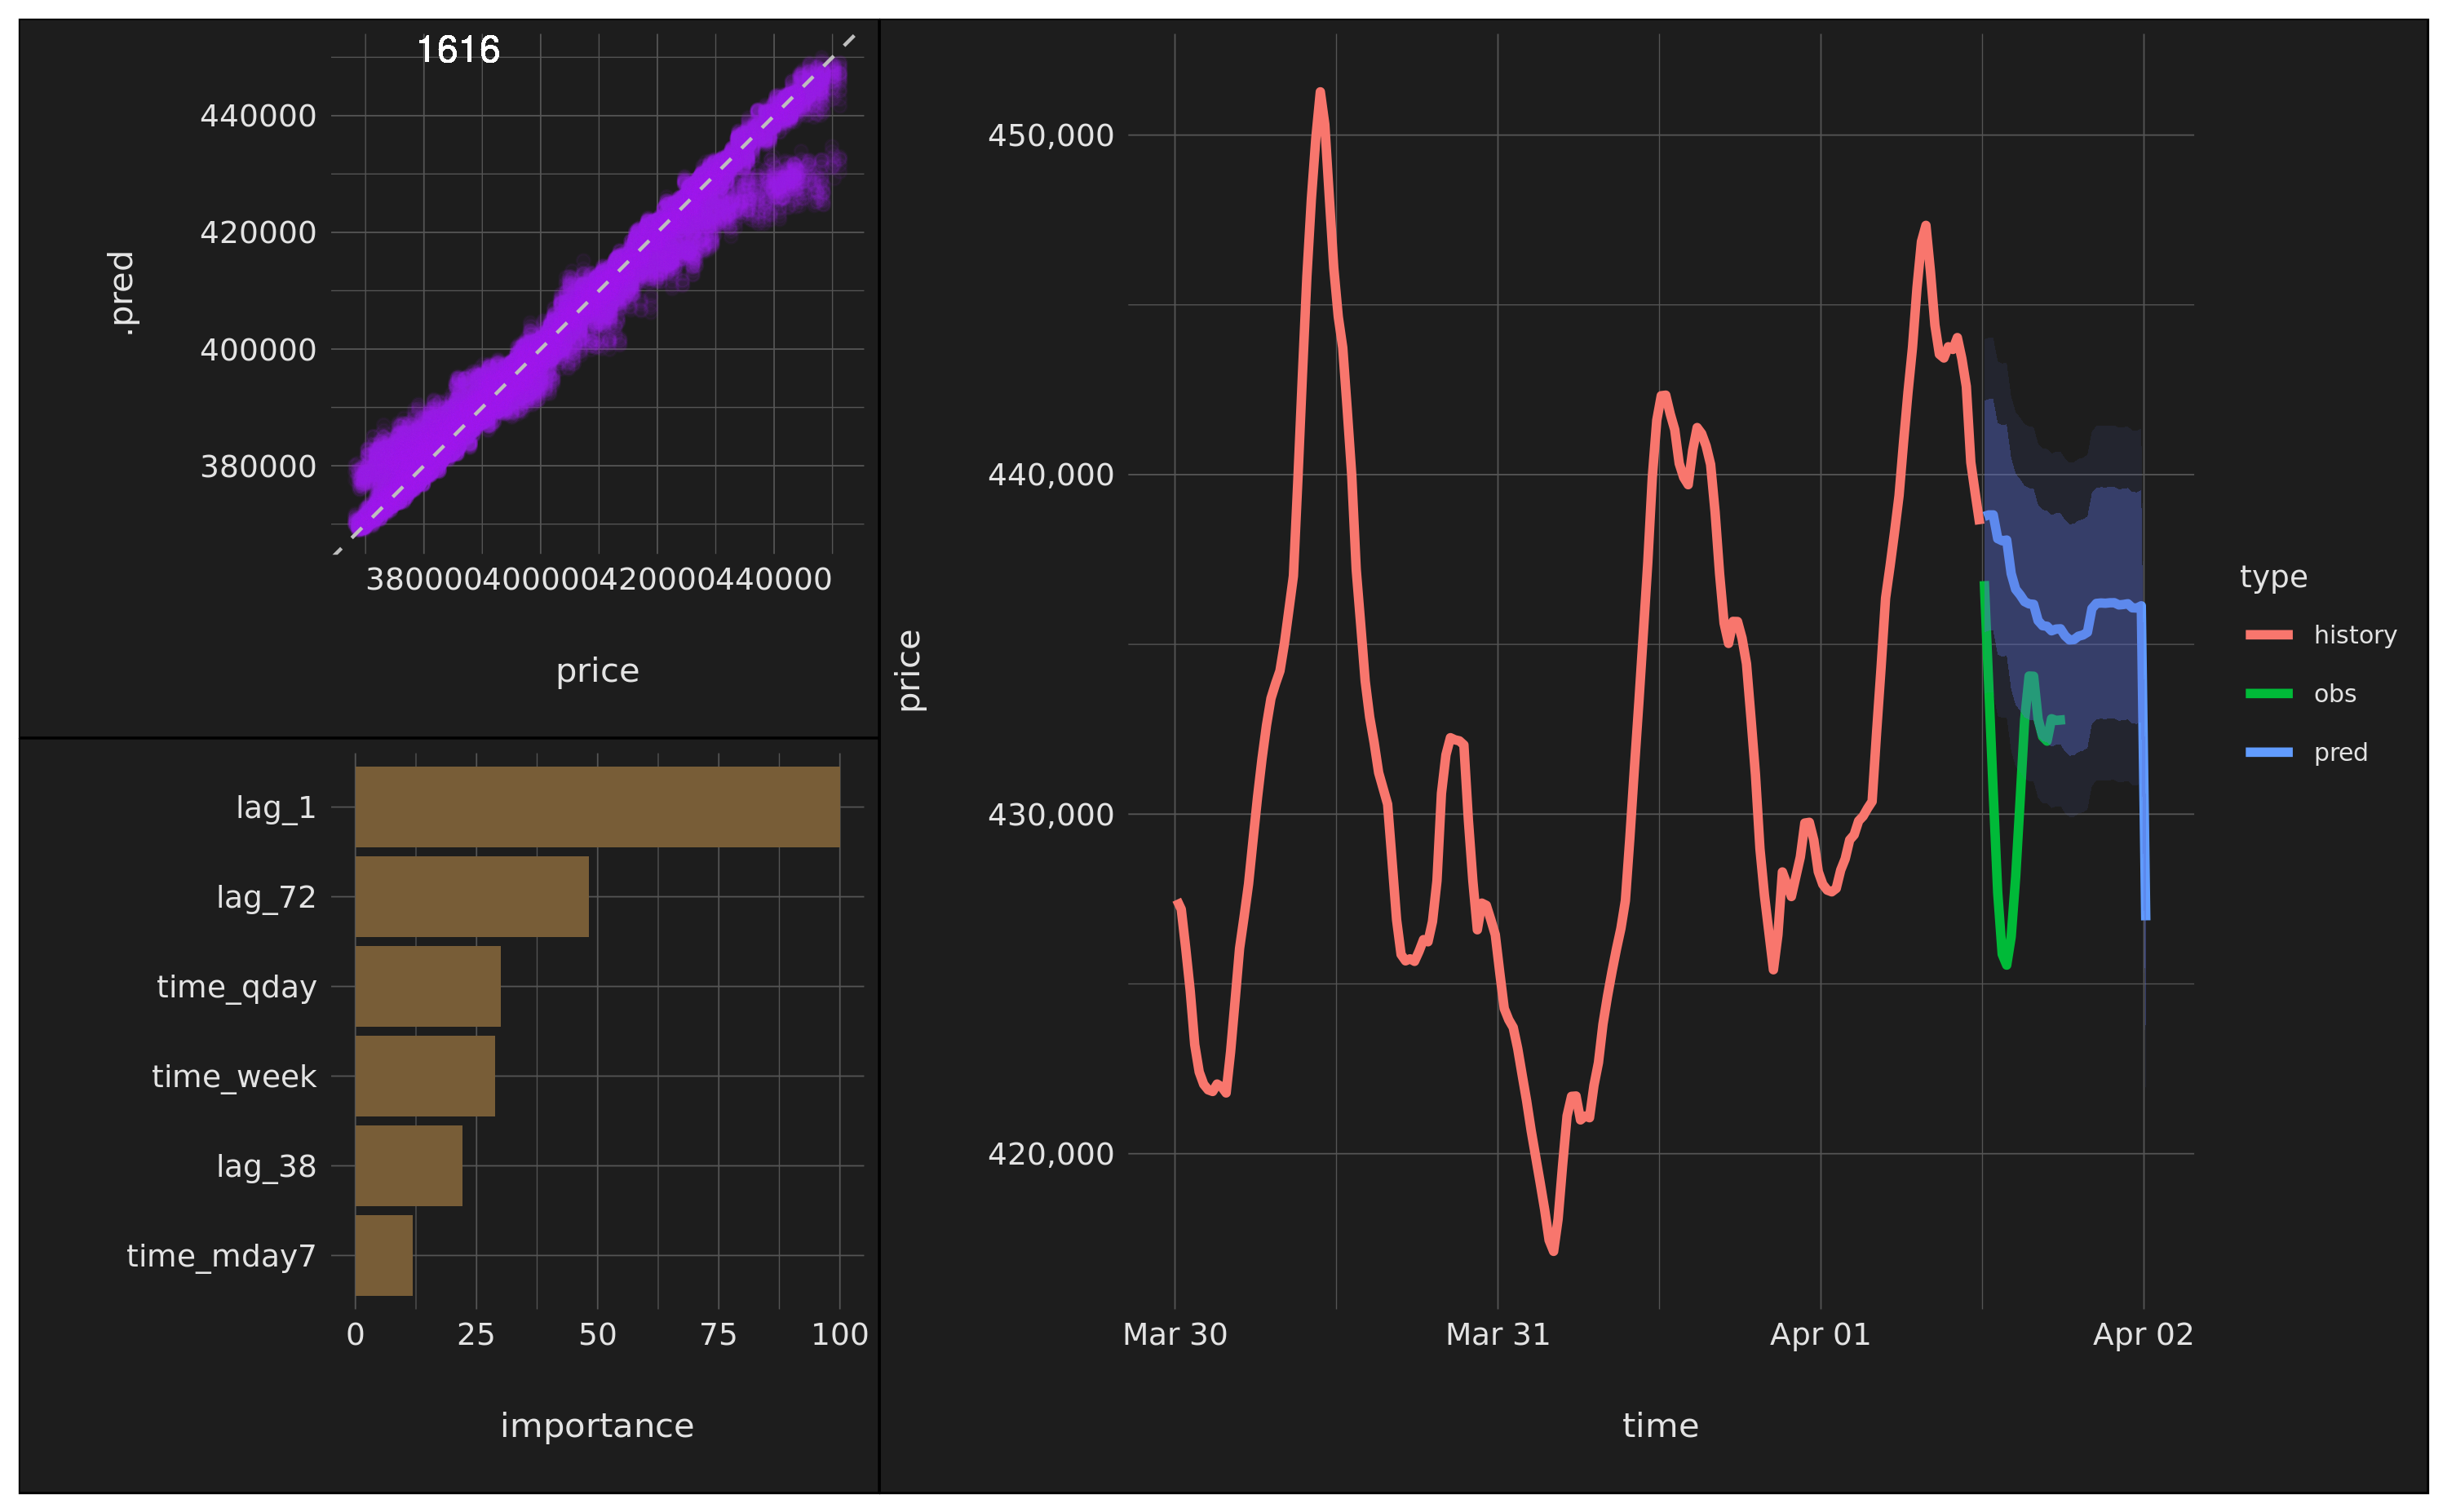 1616
.pred
440000
420000
400000
380000
380000400000420000440000
price
lag_1
lag_72
time_qday
time_week
lag_38
time_mday7
0 25 50 75 100
importance
price
450,000
440,000
430,000
420,000
Mar 30 Mar 31 Apr 01 Apr 02
time
type
history
obs
pred